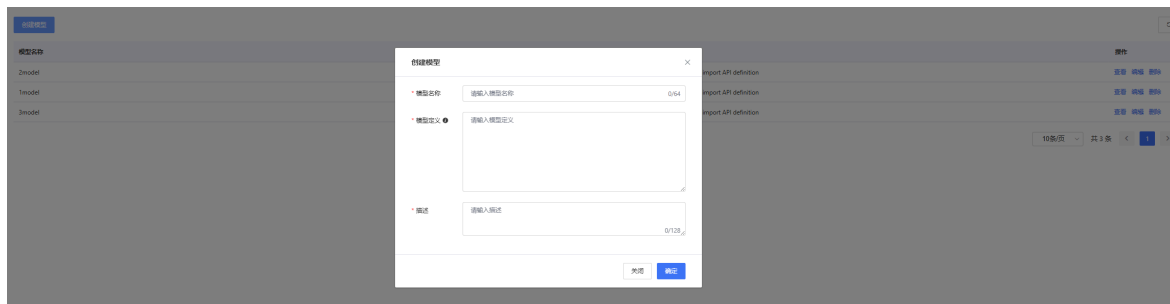 创建模型
模型名称
操作
创建模型
2model
import API definition
查看 编辑 删除
* 模型名称
请输入模型名称
0/64
1model
import API definition
查看 编辑 删除
3model
import API definition
查看 编辑 删除
* 模型定义
请输入模型定义
10条/页
共 3 条
1
* 描述
请输入描述
0/128
关闭
确定